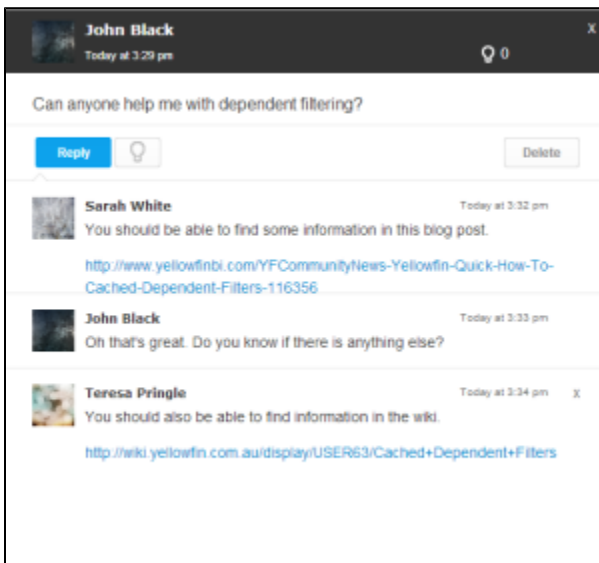 John Black
X
Today at 3:29 pm
0
Can anyone help me with dependent filtering?
Reply
Delete
Sarah White
Today at 3:32 pm
You should be able to find some information in this blog post.
http://www.yellowfinbi.com/YFCommunityNews-Yellowfin-Quick-How-To-
Cached-Dependent-Filters-116356
John Black
Today at 3:33 pm
Oh that's great. Do you know if there is anything else?
Teresa Pringle
Today at 3:34 pm
x
You should also be able to find information in the wiki.
http://wiki.yellowfin.com.au/display/USER63/Cached+Dependent+Filters